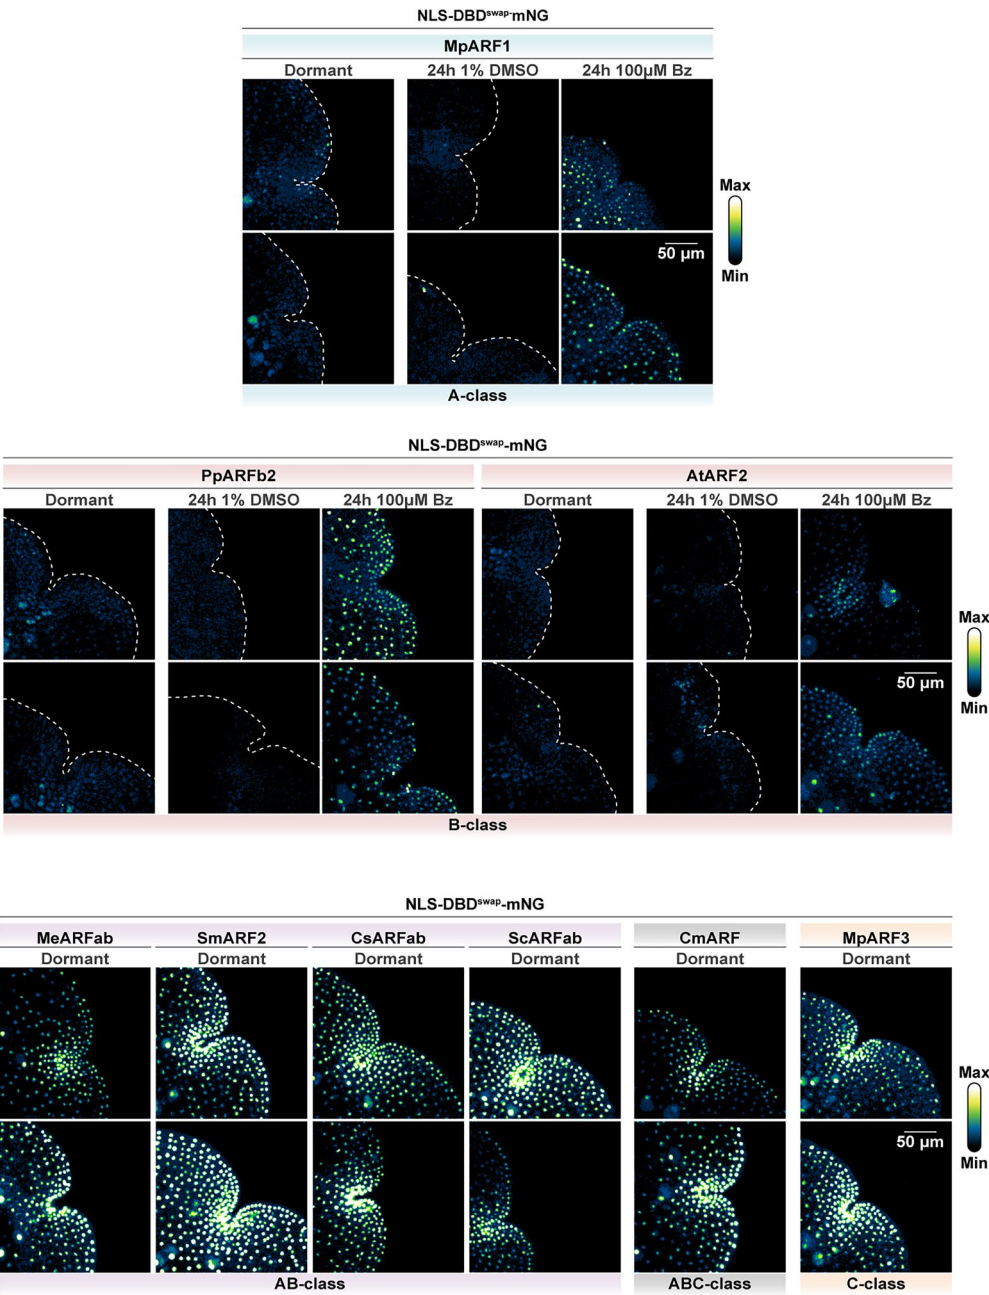 NLS-DBDswap-mNG
MpARF1
Dormant 24h 1% DMSO 24h 100µM Bz
Max
50 µm
Min
A-class
NLS-DBDswap-mNG
PpARFb2 AtARF2
Dormant 24h 1% DMSO 24h 100µM Bz Dormant 24h 1% DMSO 24h 100µM Bz
Max
50 µm
Min
B-class
NLS-DBDswap-mNG
MeARFab SmARF2 CsARFab ScARFab CmARF MpARF3
Dormant Dormant Dormant Dormant Dormant Dormant
Max
50 µm
Min
AB-class ABC-class C-class